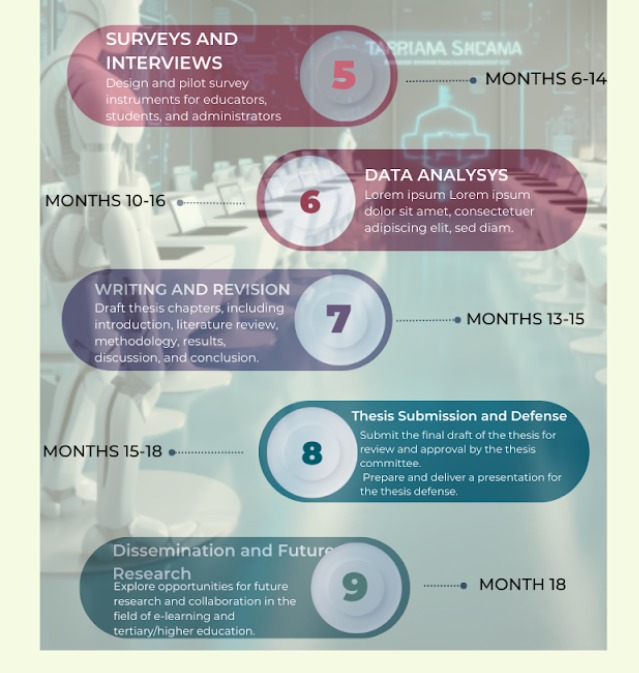 TARRIAMA SHCAMA
SURVEYS AND
INTERVIEWS
Design and pilot survey
instruments for educators,
students, and administrators
5
MONTHS 6-14
MONTHS 10-16
6
DATA ANALYSYS
Lorem ipsum Lorem ipsum
dolor sit amet, consectetuer
adipiscing elit, sed diam.
WRITING AND REVISION
Draft thesis chapters, including
introduction, literature review,
methodology, results,
discussion, and conclusion.
7
MONTHS 13-15
MONTHS 15-18
8
Thesis Submission and Defense
Submit the final draft of the thesis for
review and approval by the thesis
committee.
Prepare and deliver a presentation for
the thesis defense.
Dissemination and Future
Research
Explore opportunities for future
research and collaboration in the
field of e-learning and
tertiary/higher education.
9
MONTH 18